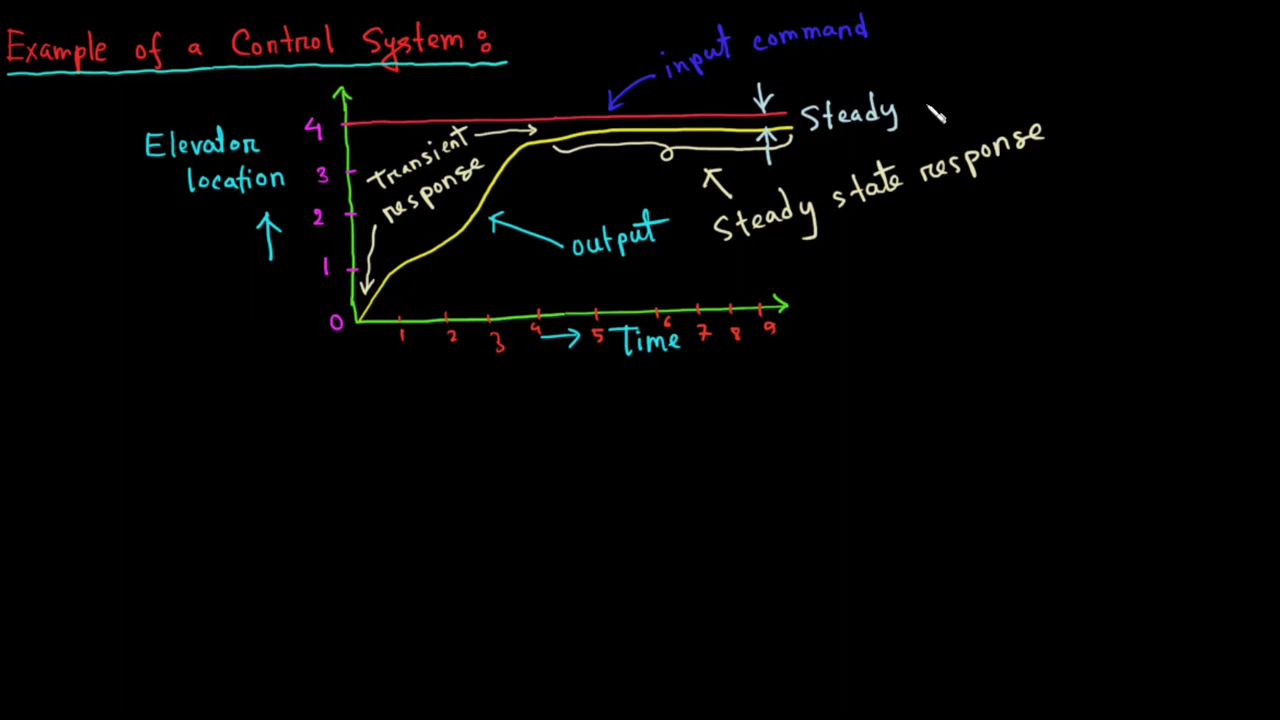 Example of a Control System:
input command
Steady
4
Elevator
location
transient
response
3
2
1
0
output
Steady state response
1 2 3 4 5 6 7 8 9
Time